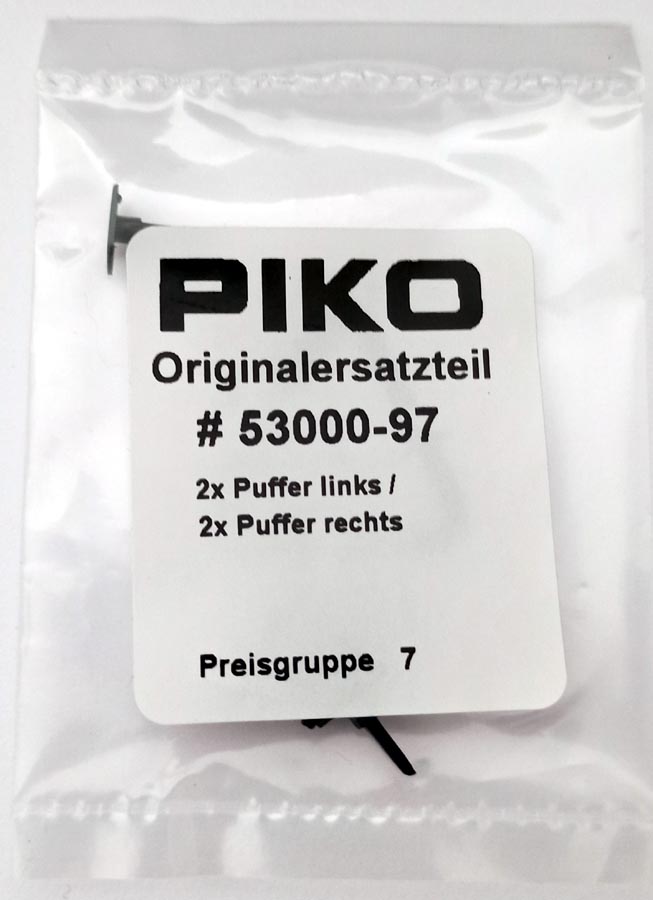 PIKO
Originalersatzteil
# 53000-97
2x Puffer links /
2x Puffer rechts
Preisgruppe 7